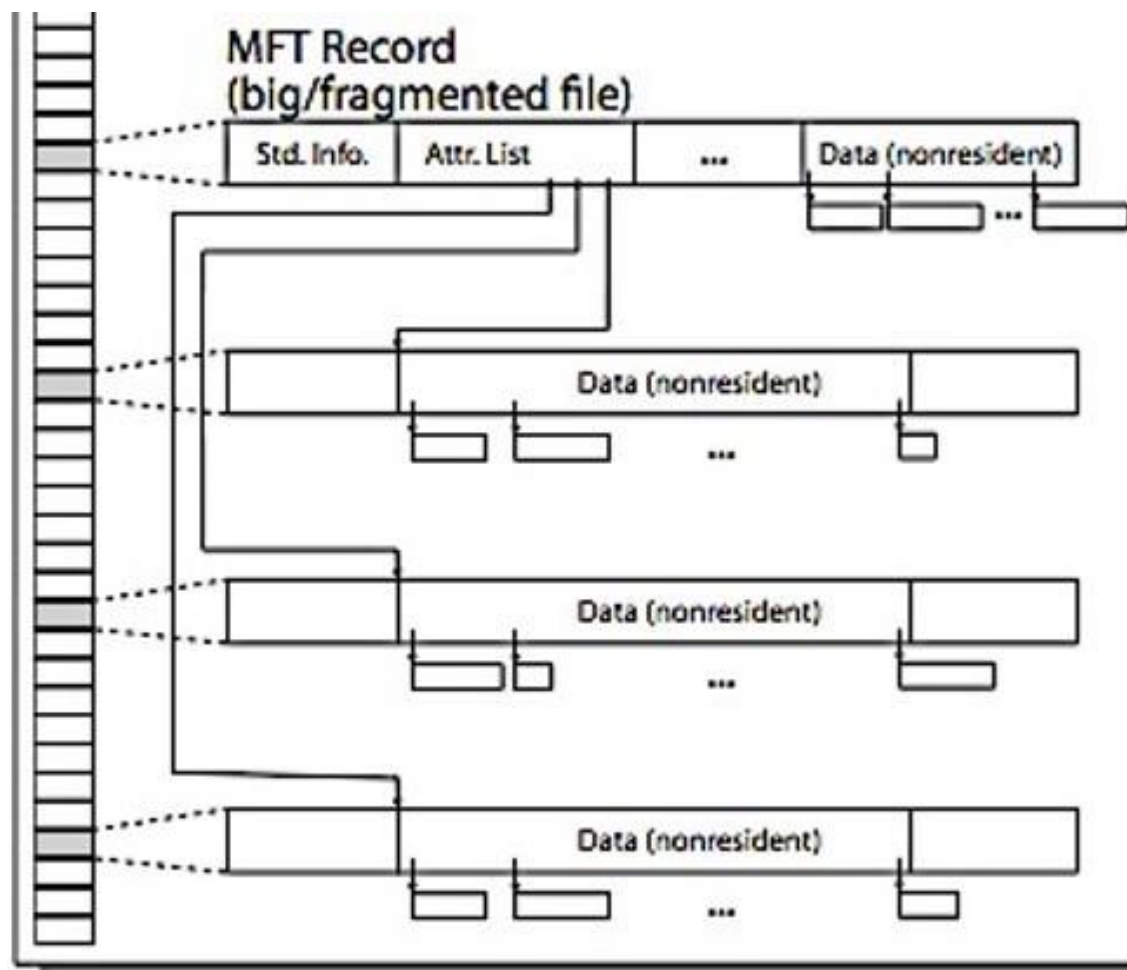 MFT Record
(big/fragmented file)
Std. Info. Attr. List ... Data (nonresident)
...
Data (nonresident)
...
Data (nonresident)
...
Data (nonresident)
...